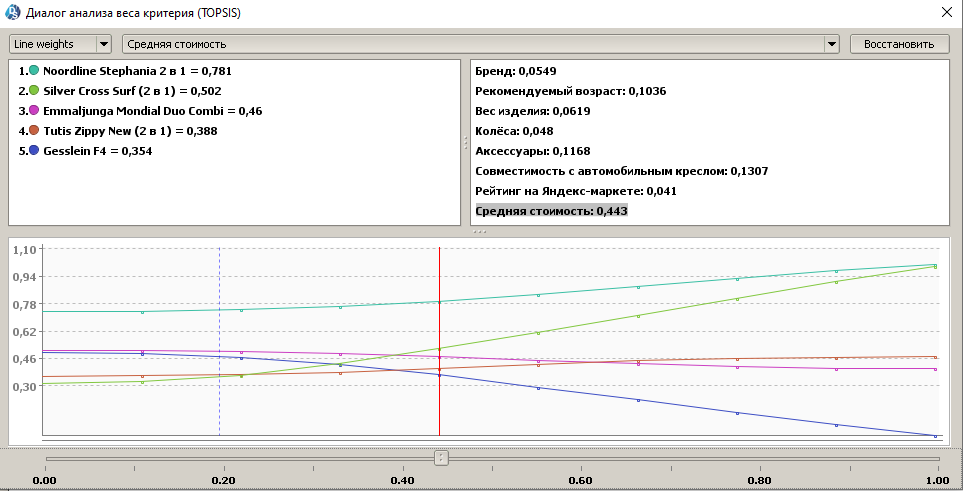 Диалог анализа веса критерия (TOPSIS)
Line weights
Средняя стоимость
Восстановить
1. Noordline Stephania 2 в 1 = 0,781
2. Silver Cross Surf (2 в 1) = 0,502
3. Emmaljunga Mondial Duo Combi = 0,46
4. Tutis Zippy New (2 в 1) = 0,388
5. Gesslein F4 = 0,354
Бренд: 0,0549
Рекомендуемый возраст: 0,1036
Вес изделия: 0,0619
Колёса: 0,048
Аксессуары: 0,1168
Совместимость с автомобильным креслом: 0,1307
Рейтинг на Яндекс-маркете: 0,041
Средняя стоимость: 0,443
1,10
0,94
0,78
0,62
0,46
0,30
0.00 0.20 0.40 0.60 0.80 1.00